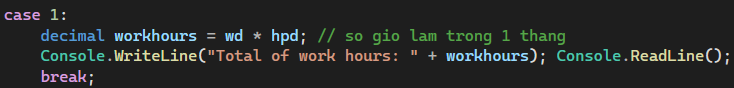 case 1:
decimal workhours = wd * hpd; // so gio lam trong 1 thang
Console.WriteLine("Total of work hours: " + workhours); Console.ReadLine();
break;